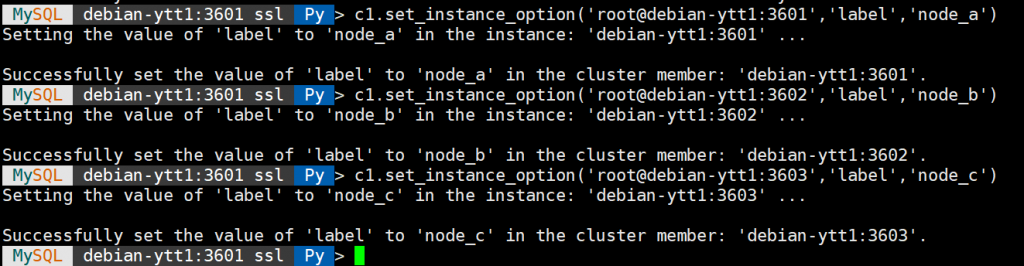 MySQL debian-ytt1:3601 ssl Py > c1.set_instance_option('root@debian-ytt1:3601','label','node_a')
Setting the value of 'label' to 'node_a' in the instance: 'debian-ytt1:3601' ...
Successfully set the value of 'label' to 'node_a' in the cluster member: 'debian-ytt1:3601'.
MySQL debian-ytt1:3601 ssl Py > c1.set_instance_option('root@debian-ytt1:3602','label','node_b')
Setting the value of 'label' to 'node_b' in the instance: 'debian-ytt1:3602' ...
Successfully set the value of 'label' to 'node_b' in the cluster member: 'debian-ytt1:3602'.
MySQL debian-ytt1:3601 ssl Py > c1.set_instance_option('root@debian-ytt1:3603','label','node_c')
Setting the value of 'label' to 'node_c' in the instance: 'debian-ytt1:3603' ...
Successfully set the value of 'label' to 'node_c' in the cluster member: 'debian-ytt1:3603'.
MySQL debian-ytt1:3601 ssl Py >